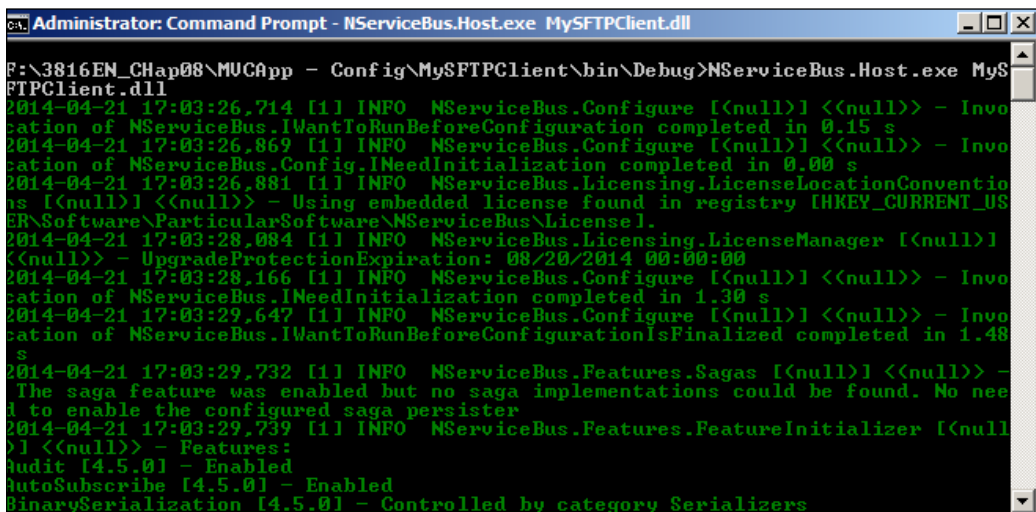 Administrator: Command Prompt - NServiceBus.Host.exe MySFTPClient.dll
F:\3816EN_CHap08\MVCApp - Config\MySFTPClient\bin\Debug>NServiceBus.Host.exe MyS
FTPClient.dll
2014-04-21 17:03:26,714 [1] INFO  NServiceBus.Configure [(null)] <(null)> - Invo
cation of NServiceBus.IWantToRunBeforeConfiguration completed in 0.15 s
2014-04-21 17:03:26,869 [1] INFO  NServiceBus.Configure [(null)] <(null)> - Invo
cation of NServiceBus.Config.INeedInitialization completed in 0.00 s
2014-04-21 17:03:26,881 [1] INFO  NServiceBus.Licensing.LicenseLocationConventio
ns [(null)] <(null)> - Using embedded license found in registry [HKEY_CURRENT_US
ER\Software\ParticularSoftware\NServiceBus\License].
2014-04-21 17:03:28,084 [1] INFO  NServiceBus.Licensing.LicenseManager [(null)]
<(null)> - UpgradeProtectionExpiration: 08/20/2014 00:00:00
2014-04-21 17:03:28,166 [1] INFO  NServiceBus.Configure [(null)] <(null)> - Invo
cation of NServiceBus.INeedInitialization completed in 1.30 s
2014-04-21 17:03:29,647 [1] INFO  NServiceBus.Configure [(null)] <(null)> - Invo
cation of NServiceBus.IWantToRunBeforeConfigurationIsFinalized completed in 1.48
 s
2014-04-21 17:03:29,732 [1] INFO  NServiceBus.Features.Sagas [(null)] <(null)> -
 The saga feature was enabled but no saga implementations could be found. No nee
d to enable the configured saga persister
2014-04-21 17:03:29,739 [1] INFO  NServiceBus.Features.FeatureInitializer [(null
)] <(null)> - Features:
Audit [4.5.0] - Enabled
AutoSubscribe [4.5.0] - Enabled
BinarySerialization [4.5.0] - Controlled by category Serializers